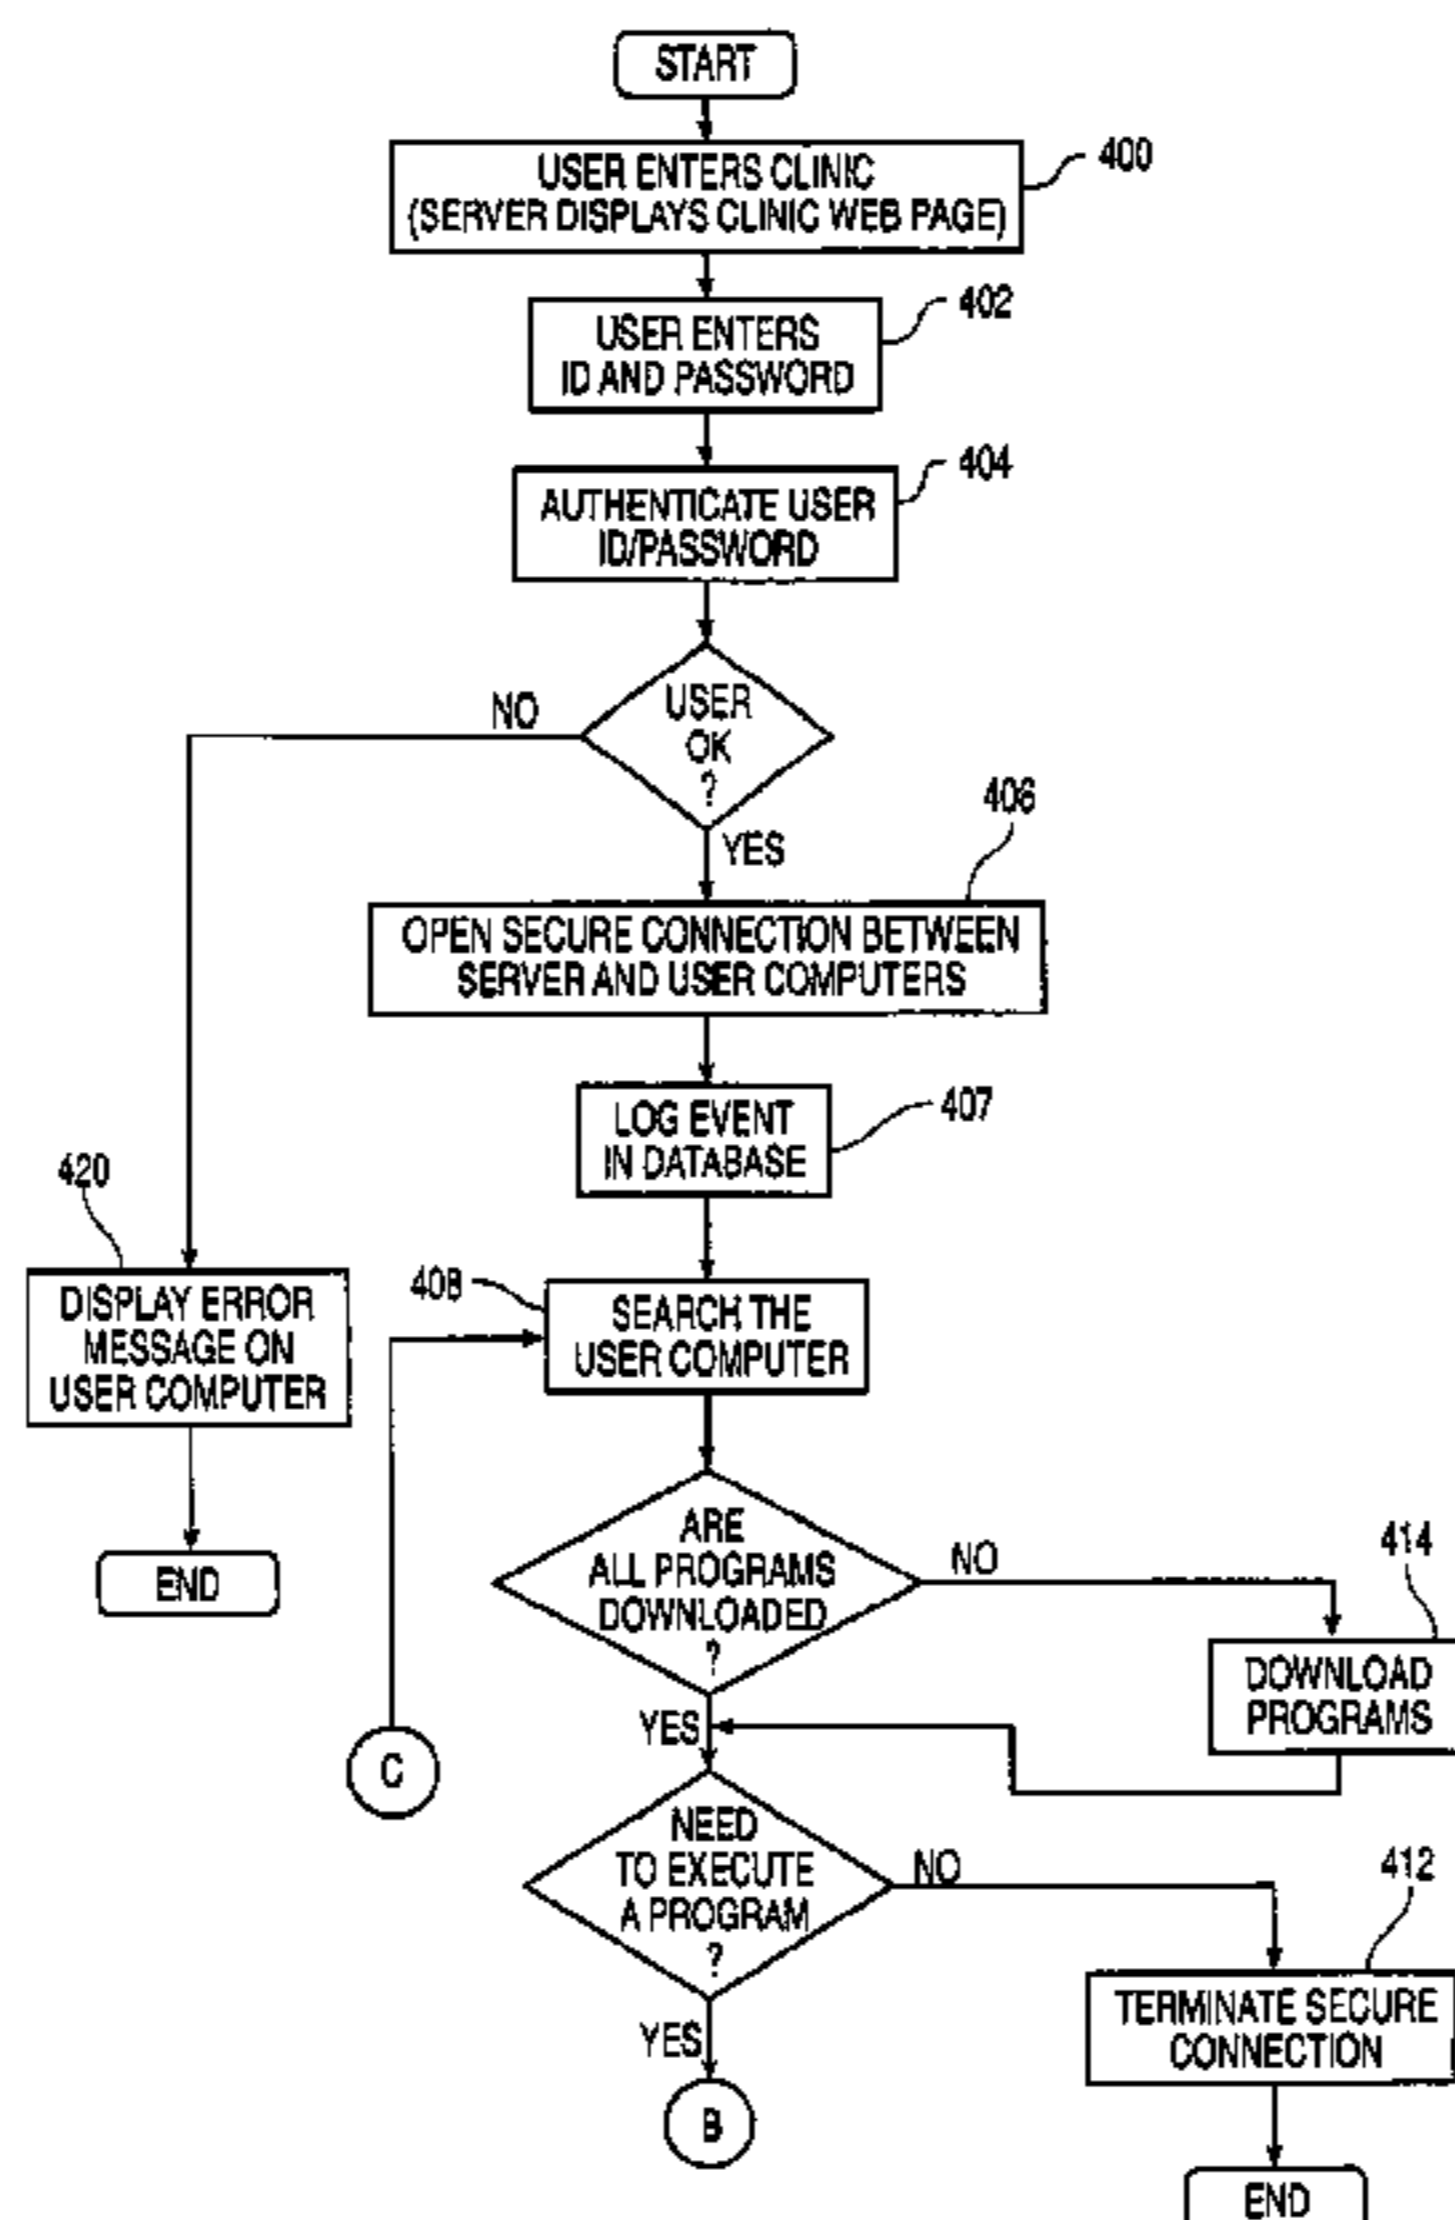 START
USER ENTERS CLINIC
(SERVER DISPLAYS CLINIC WEB PAGE)
400
USER ENTERS
ID AND PASSWORD
402
AUTHENTICATE USER
ID/PASSWORD
404
USER
OK
?
NO
YES
406
OPEN SECURE CONNECTION BETWEEN
SERVER AND USER COMPUTERS
LOG EVENT
IN DATABASE
407
420
DISPLAY ERROR
MESSAGE ON
USER COMPUTER
END
408
SEARCH THE
USER COMPUTER
ARE
ALL PROGRAMS
DOWNLOADED
?
NO
414
DOWNLOAD
PROGRAMS
YES
C
NEED
TO EXECUTE
A PROGRAM
?
NO
412
TERMINATE SECURE
CONNECTION
YES
B
END